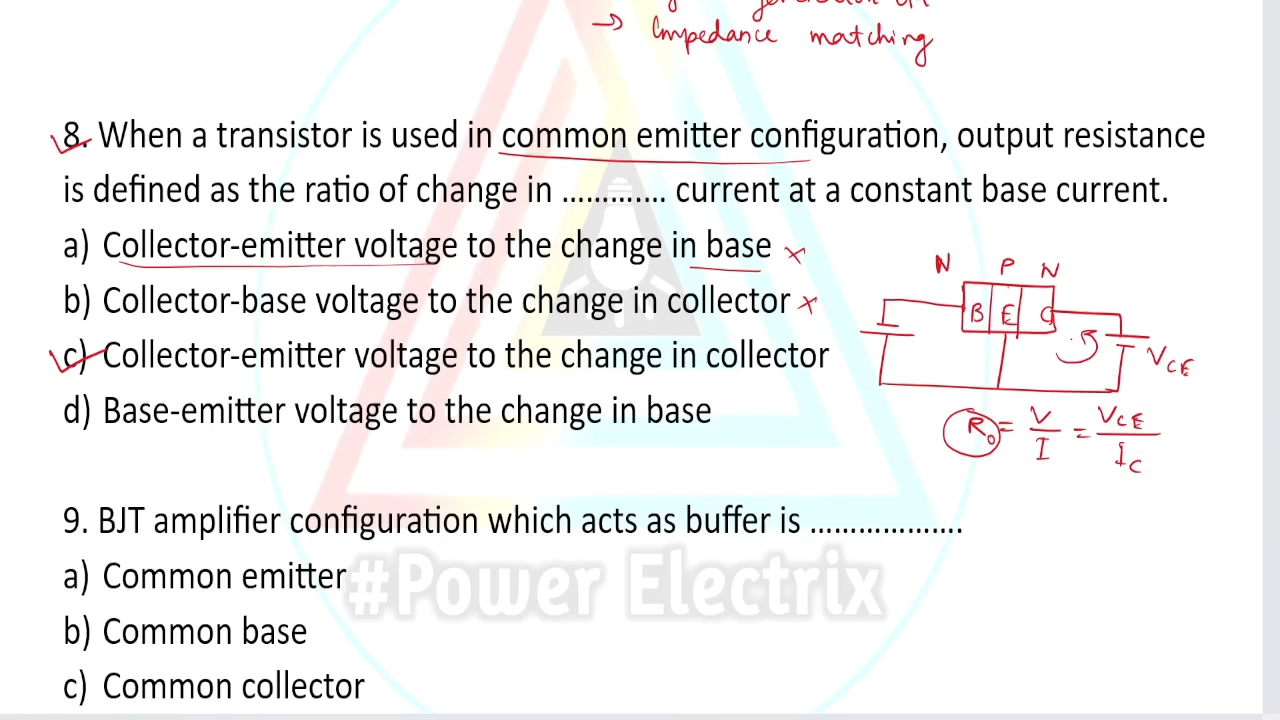 → Impedance matching
8. When a transistor is used in common emitter configuration, output resistance
is defined as the ratio of change in ............. current at a constant base current.
a) Collector-emitter voltage to the change in base ×
b) Collector-base voltage to the change in collector ×
c) Collector-emitter voltage to the change in collector
d) Base-emitter voltage to the change in base
N P N
B E C
VCE
R0 = V/I = VCE/IC
9. BJT amplifier configuration which acts as buffer is ...................
a) Common emitter
#Power Electrix
b) Common base
c) Common collector